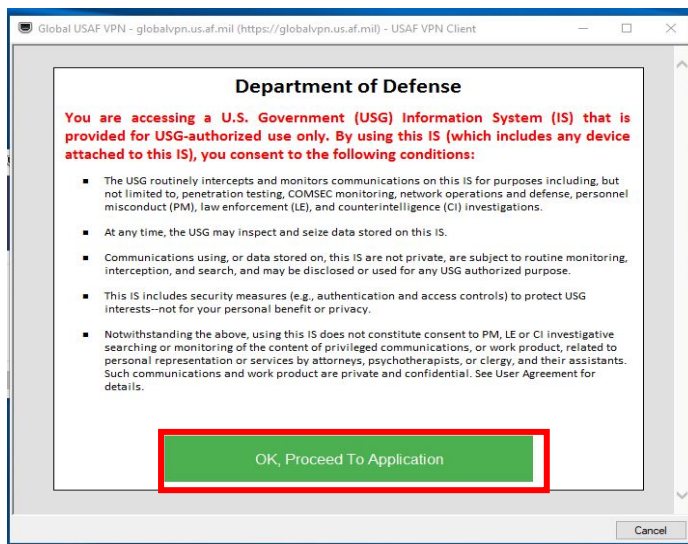 Global USAF VPN - globalvpn.us.af.mil (https://globalvpn.us.af.mil) - USAF VPN Client
Department of Defense
You are accessing a U.S. Government (USG) Information System (IS) that is
provided for USG-authorized use only. By using this IS (which includes any device
attached to this IS), you consent to the following conditions:
▪ The USG routinely intercepts and monitors communications on this IS for purposes including, but
not limited to, penetration testing, COMSEC monitoring, network operations and defense, personnel
misconduct (PM), law enforcement (LE), and counterintelligence (CI) investigations.
▪ At any time, the USG may inspect and seize data stored on this IS.
▪ Communications using, or data stored on, this IS are not private, are subject to routine monitoring,
interception, and search, and may be disclosed or used for any USG authorized purpose.
▪ This IS includes security measures (e.g., authentication and access controls) to protect USG
interests--not for your personal benefit or privacy.
▪ Notwithstanding the above, using this IS does not constitute consent to PM, LE or CI investigative
searching or monitoring of the content of privileged communications, or work product, related to
personal representation or services by attorneys, psychotherapists, or clergy, and their assistants.
Such communications and work product are private and confidential. See User Agreement for
details.
OK, Proceed To Application
Cancel